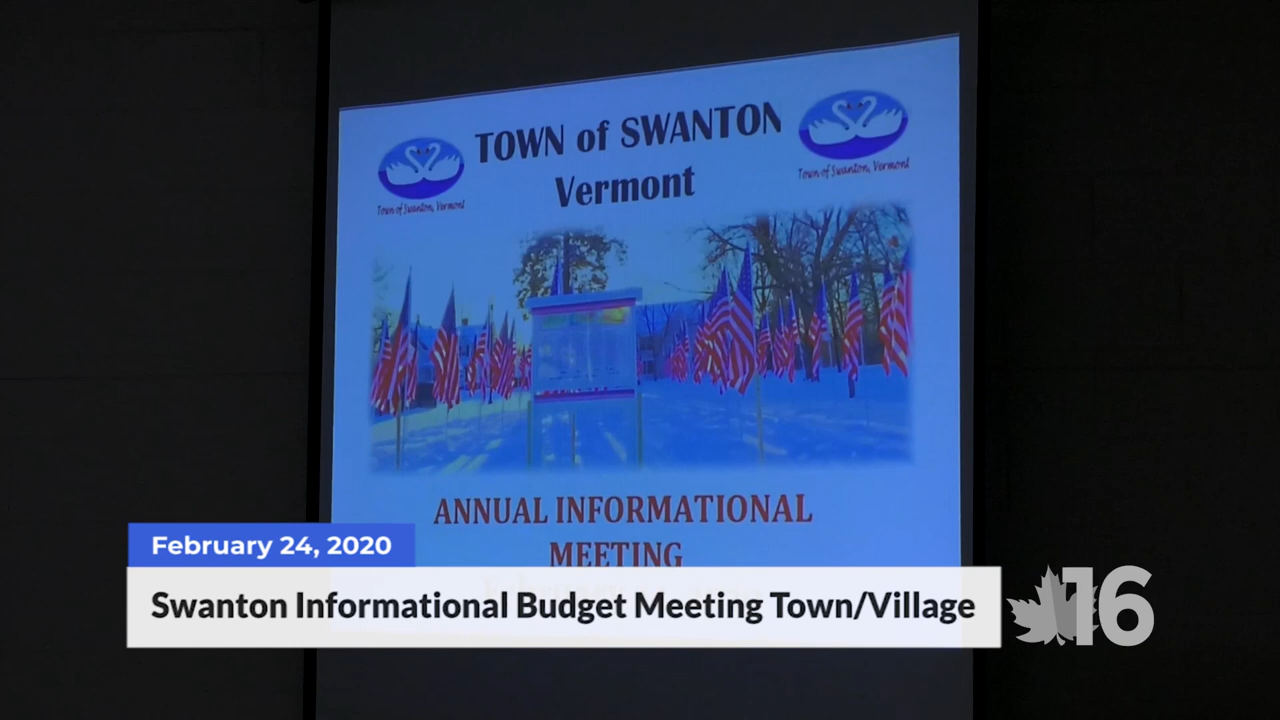 TOWN of SWANTON
Vermont
Town of Swanton, Vermont
Town of Swanton, Vermont
ANNUAL INFORMATIONAL
MEETING
February 24, 2020
Swanton Informational Budget Meeting Town/Village
16